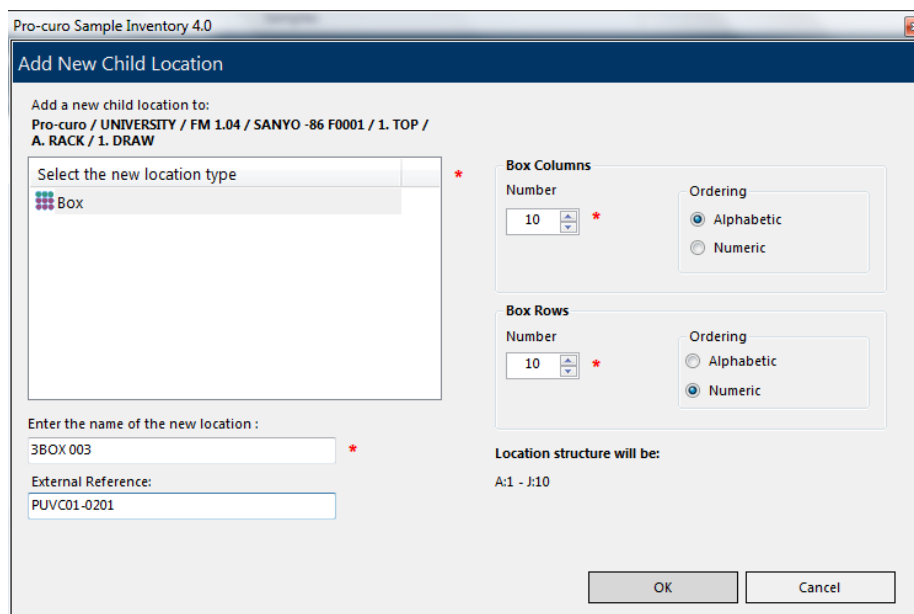 Samples
Pro-curo Sample Inventory 4.0
Add New Child Location
Add a new child location to:
Pro-curo / UNIVERSITY / FM 1.04 / SANYO -86 F0001 / 1. TOP /
A. RACK / 1. DRAW
Select the new location type
*
Box
Enter the name of the new location :
3BOX 003
*
External Reference:
PUVC01-0201
Box Columns
Number
10
*
Ordering
Alphabetic
Numeric
Box Rows
Number
10
*
Ordering
Alphabetic
Numeric
Location structure will be:
A:1 - J:10
OK
Cancel